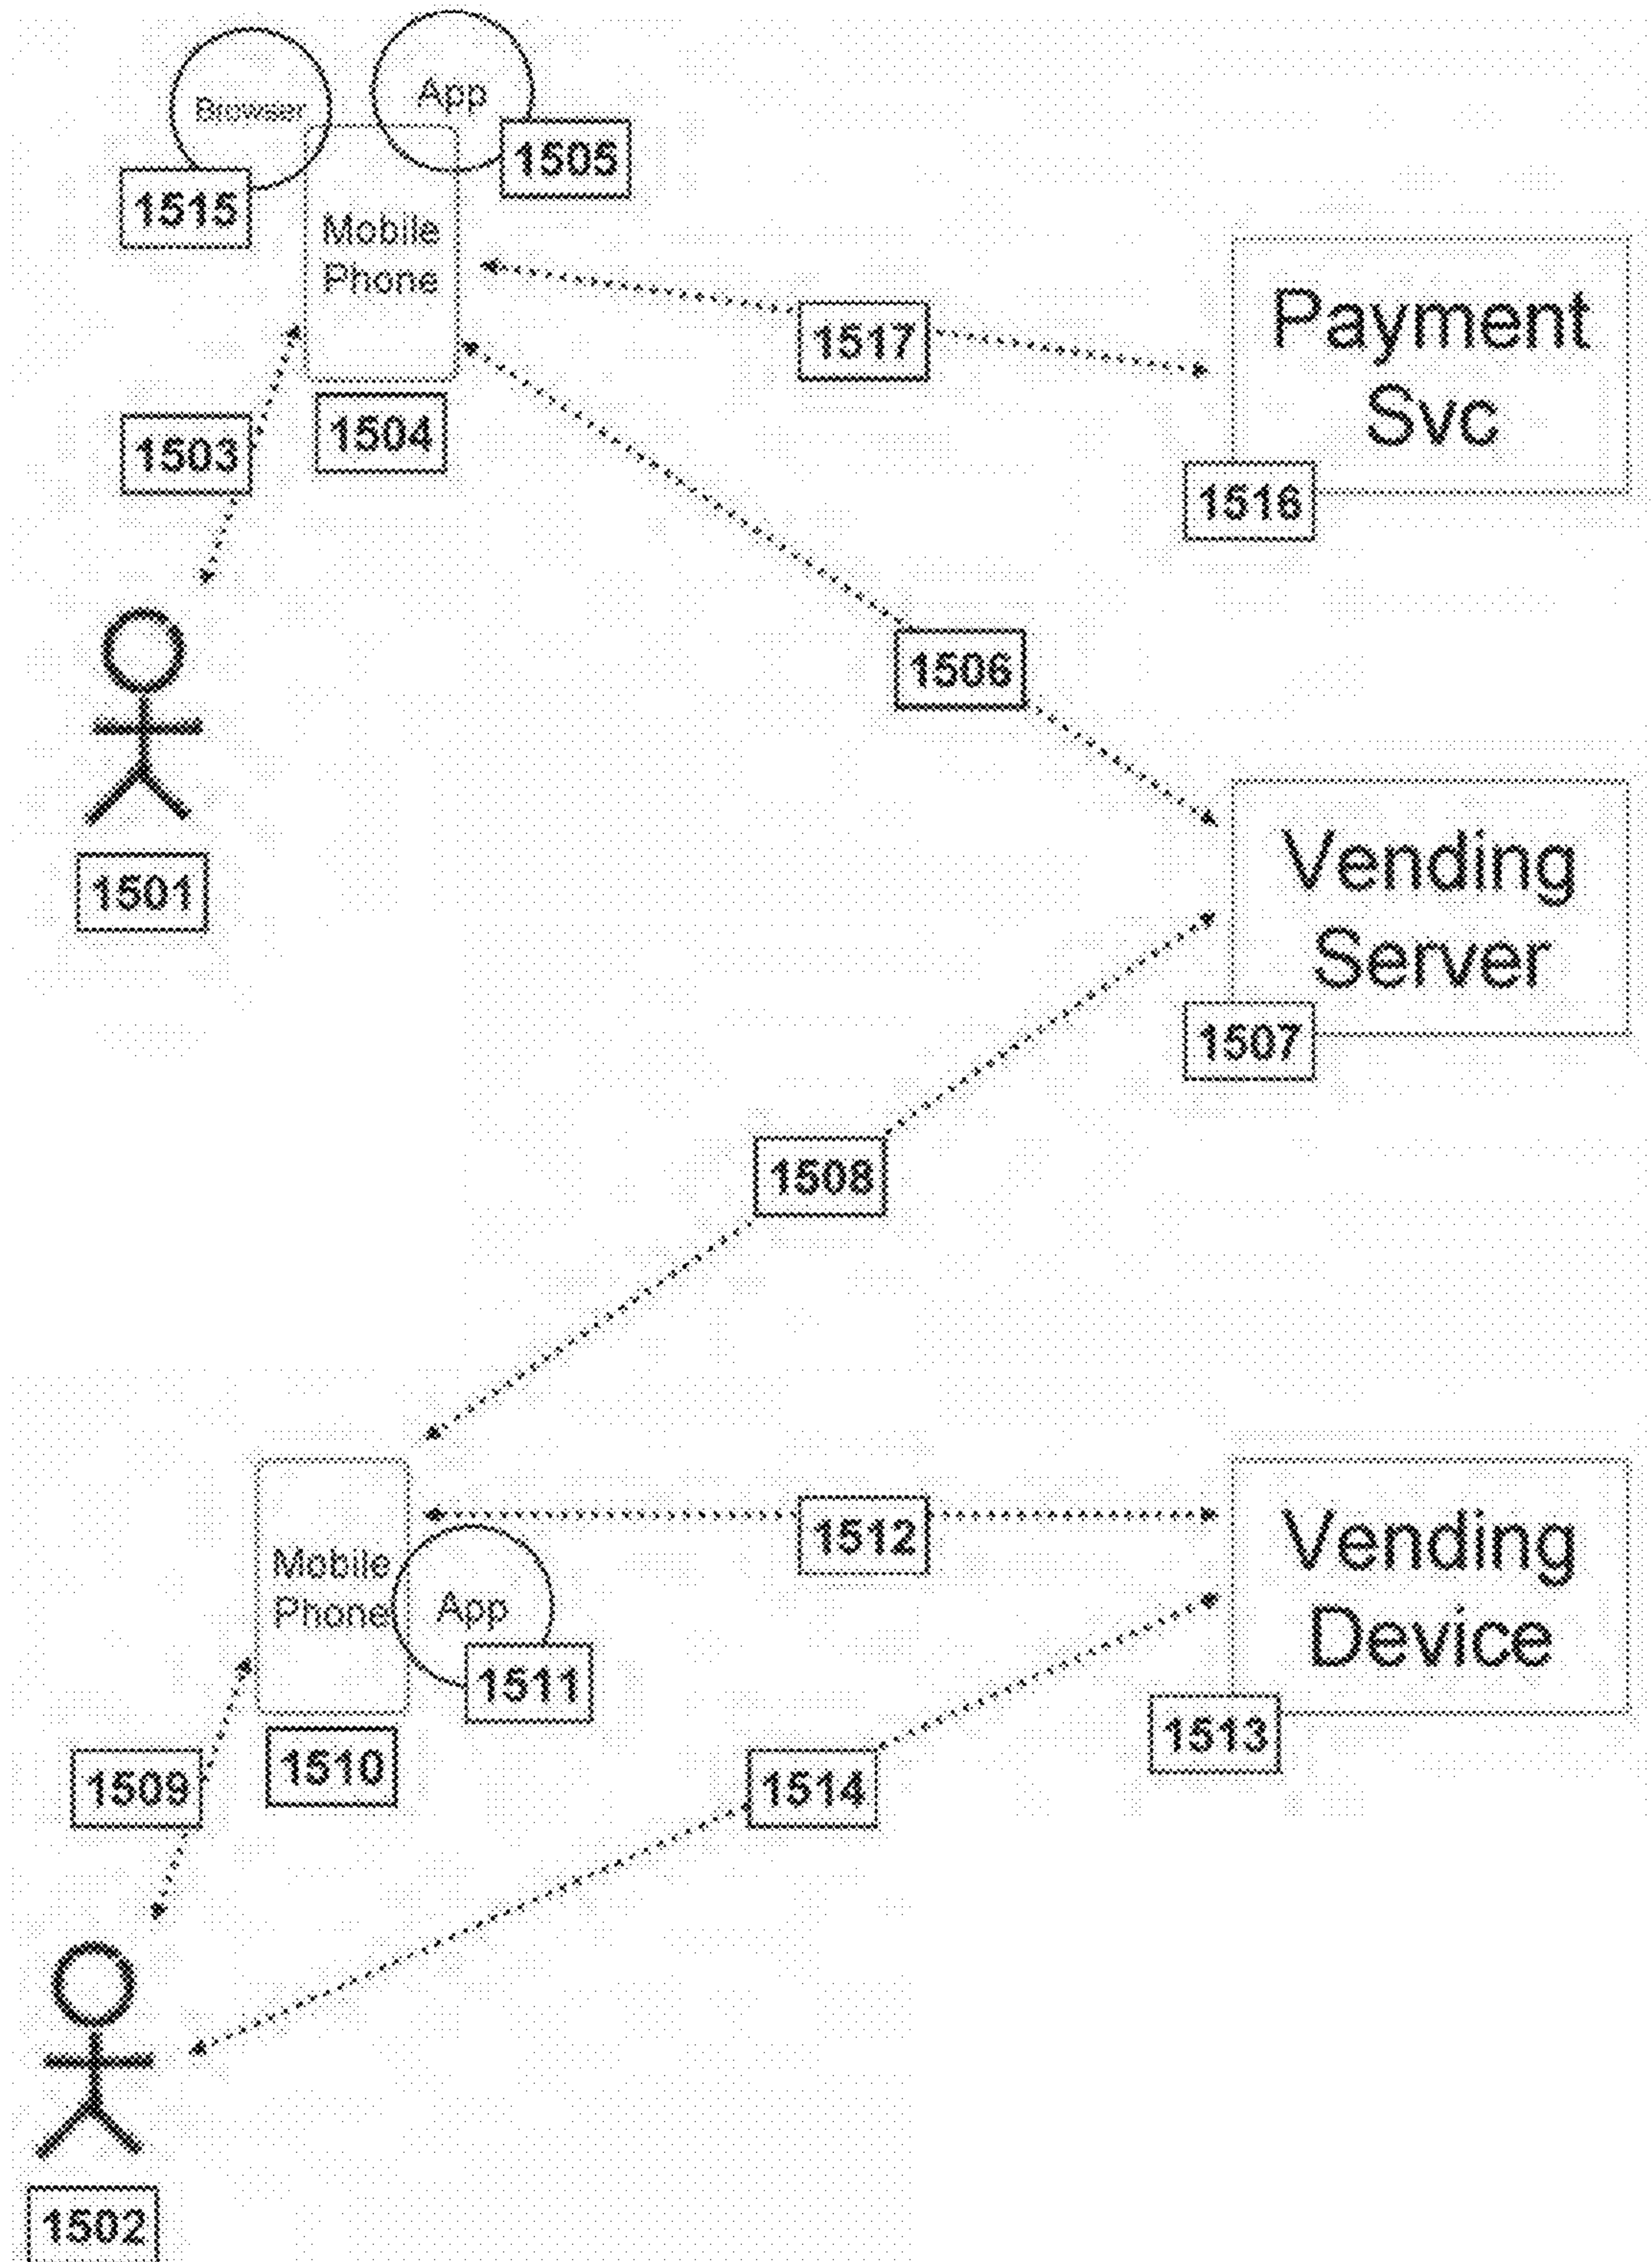 Browser
App
1505
1515
Mobile
Phone
1517
Payment
Svc
1503
1504
1516
1506
1501
Vending
Server
1507
1508
Mobile
Phone
App
1512
Vending
Device
1511
1513
1509
1510
1514
1502